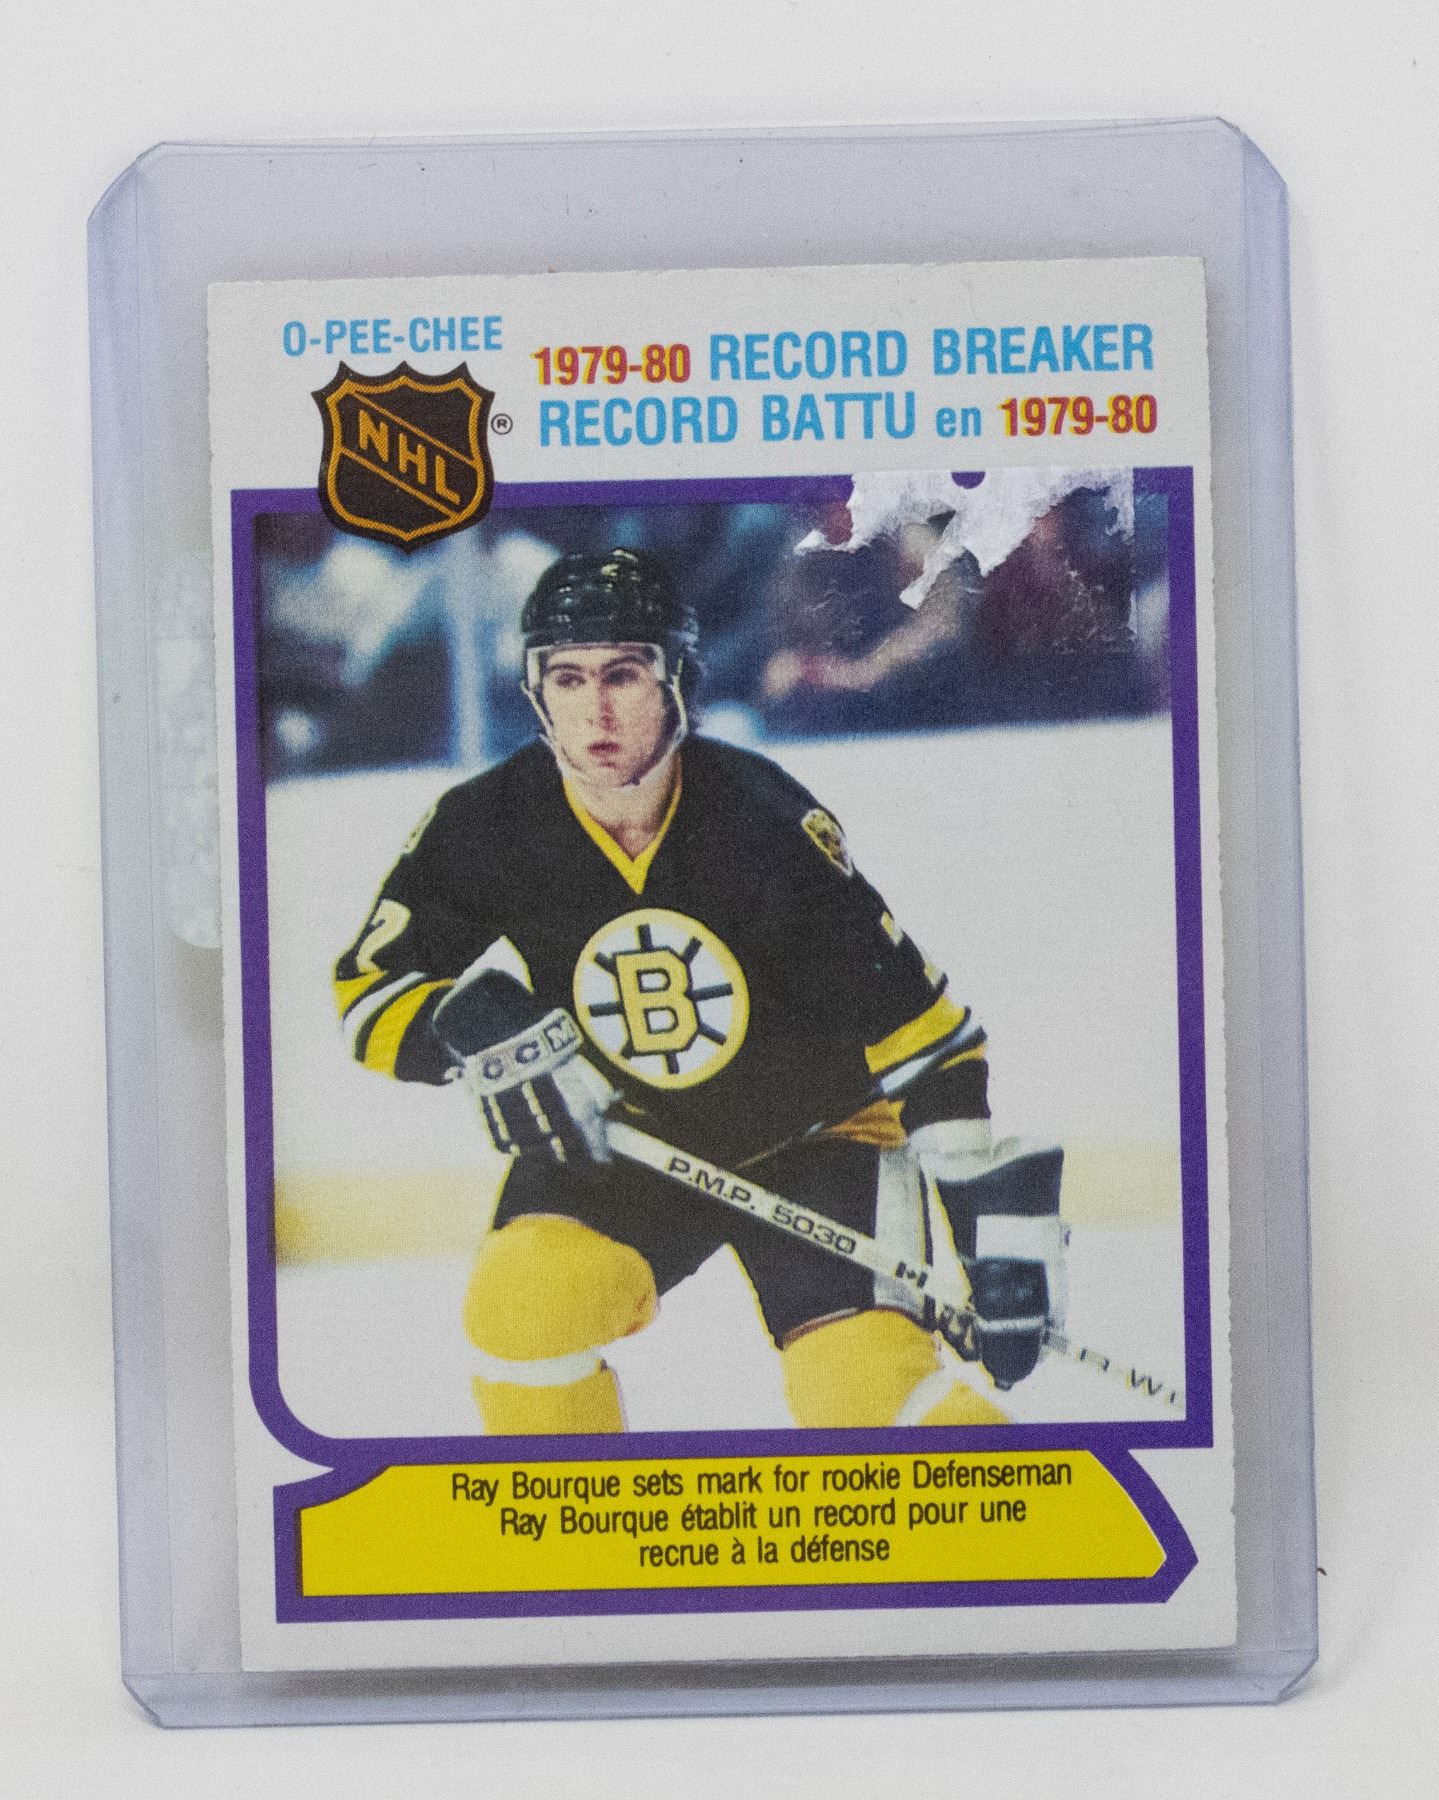 O-PEE-CHEE
1979-80 RECORD BREAKER
RECORD BATTU en 1979-80
NHL ®
7
B
CCM
P.M.P. 5030
Ray Bourque sets mark for rookie Defenseman
Ray Bourque établit un record pour une
recrue à la défense